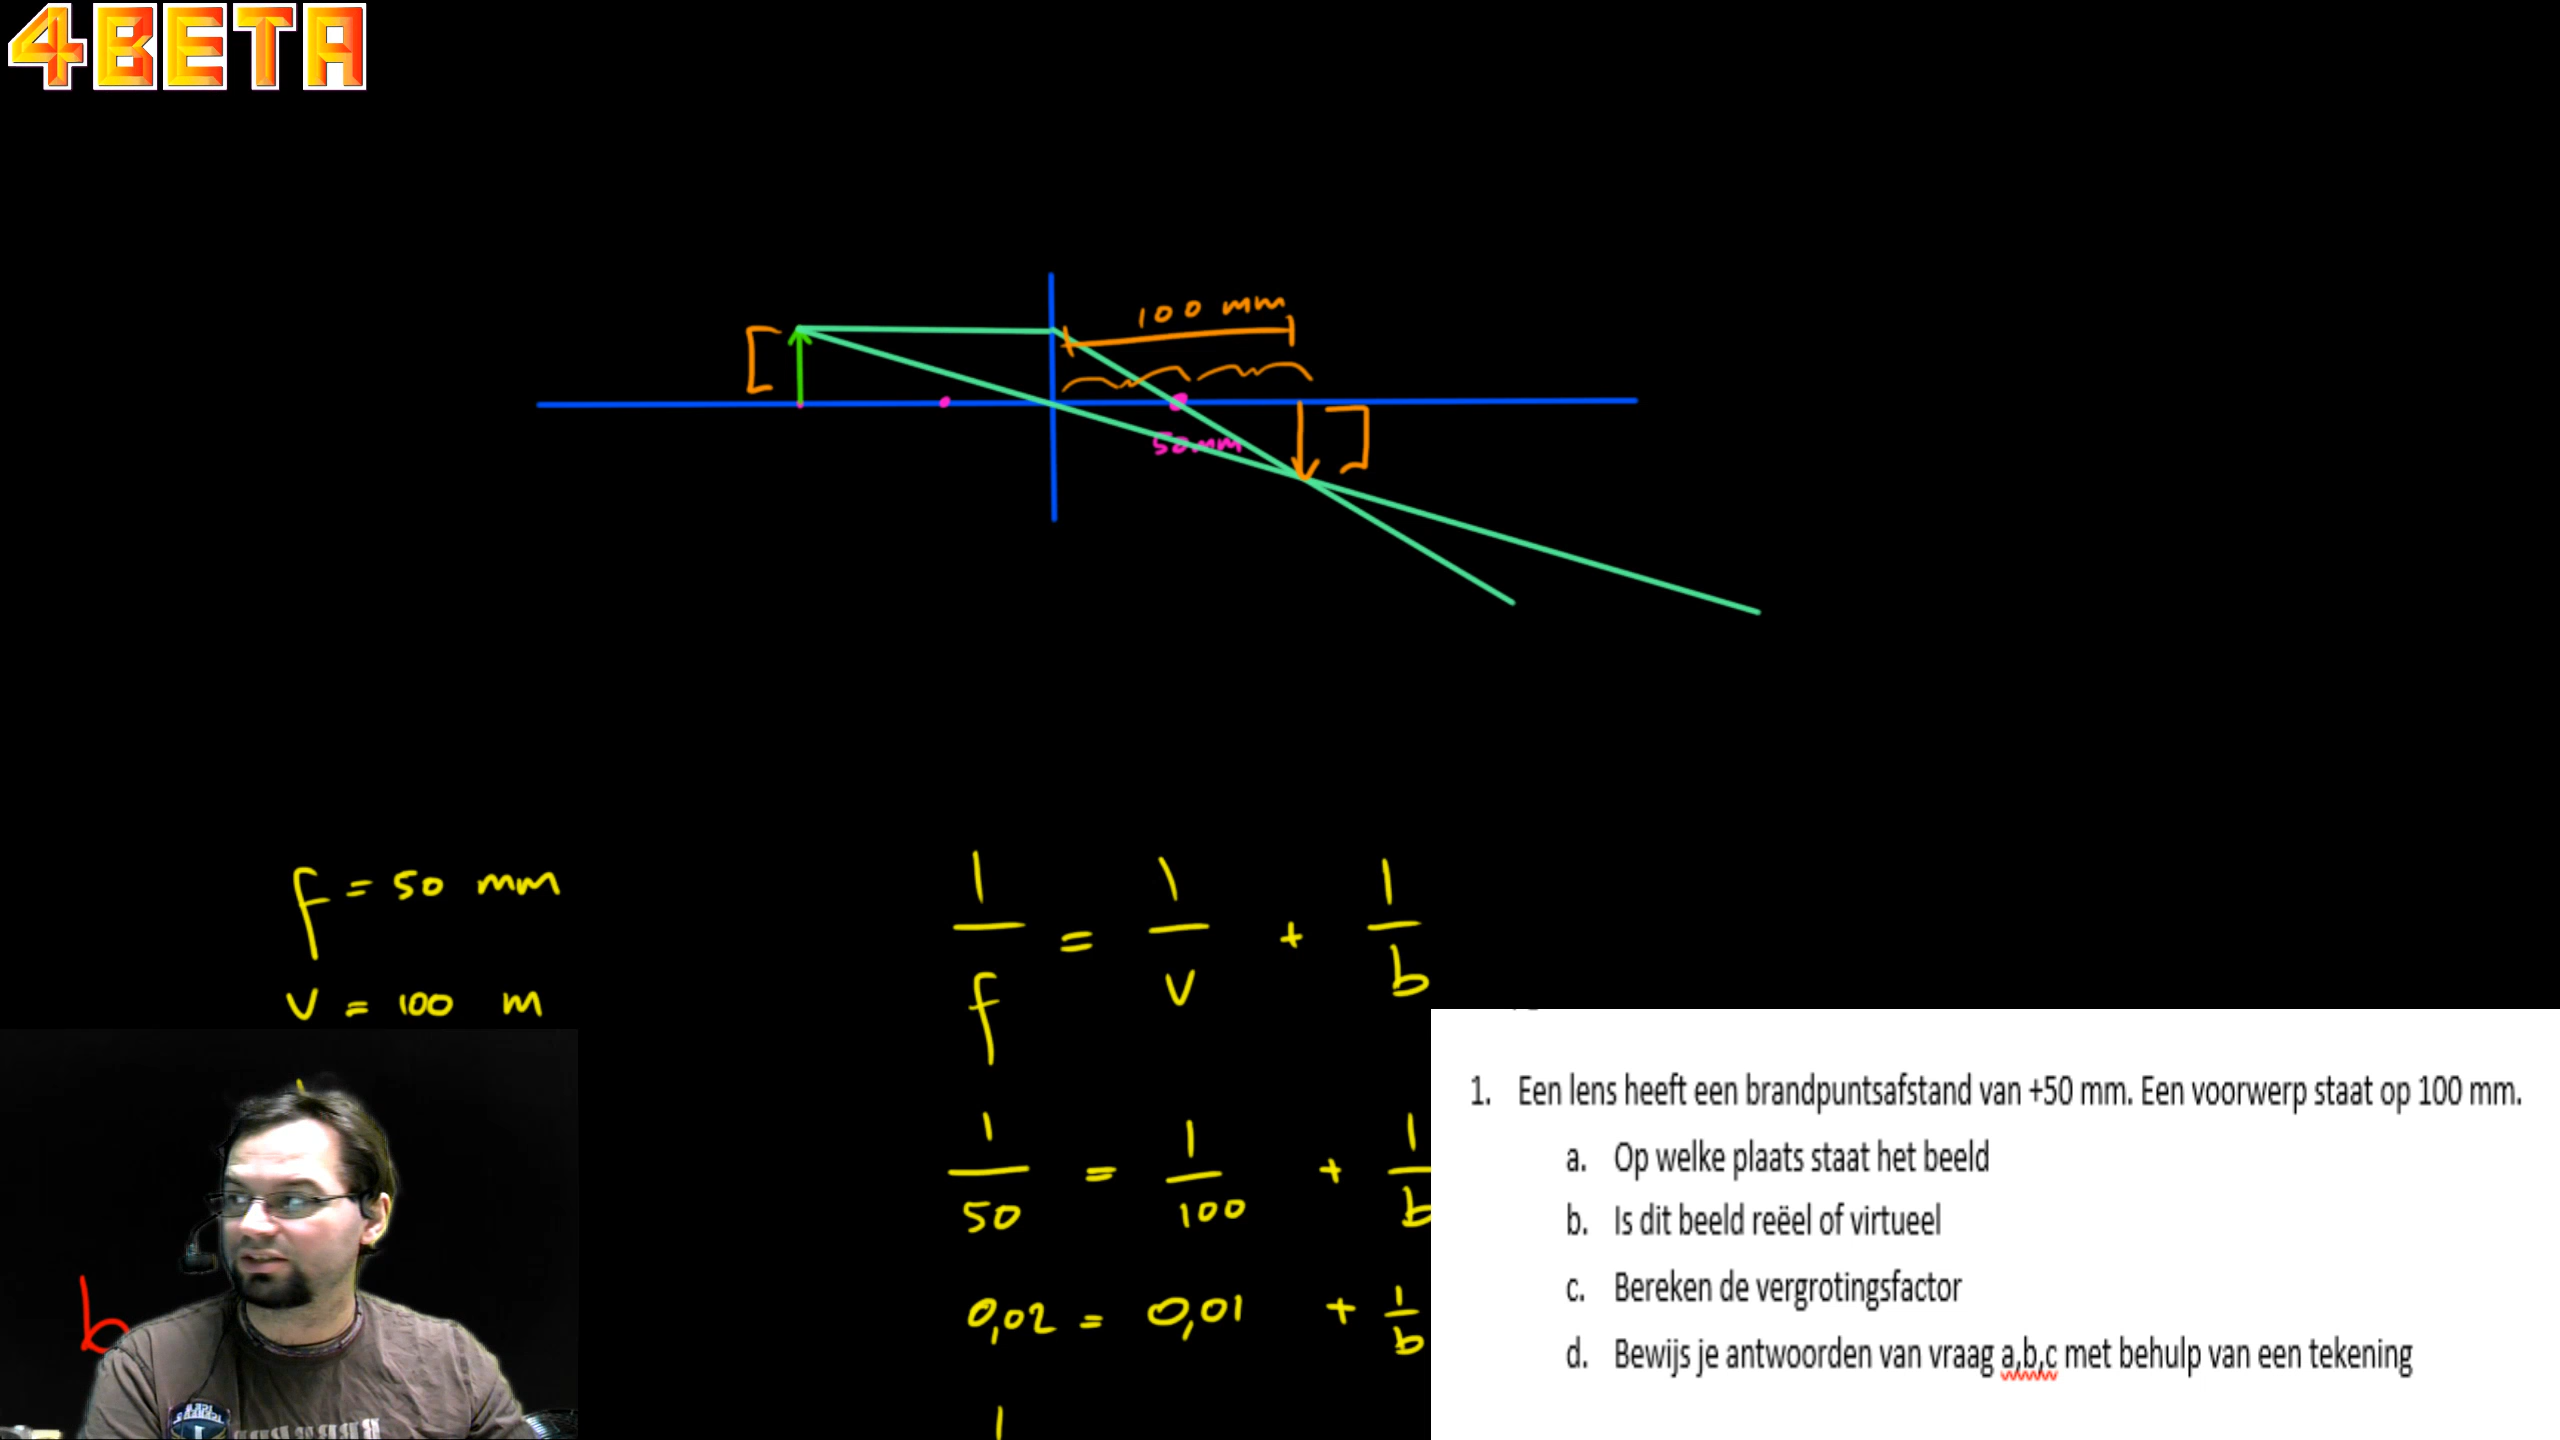 4BETA
100 mm
50mm
f = 50 mm
v = 100 m
1/f = 1/v + 1/b
1/50 = 1/100 + 1/b
0,02 = 0,01 + 1/b
1
b
1. Een lens heeft een brandpuntsafstand van +50 mm. Een voorwerp staat op 100 mm.
a. Op welke plaats staat het beeld
b. Is dit beeld reëel of virtueel
c. Bereken de vergrotingsfactor
d. Bewijs je antwoorden van vraag a,b,c met behulp van een tekening